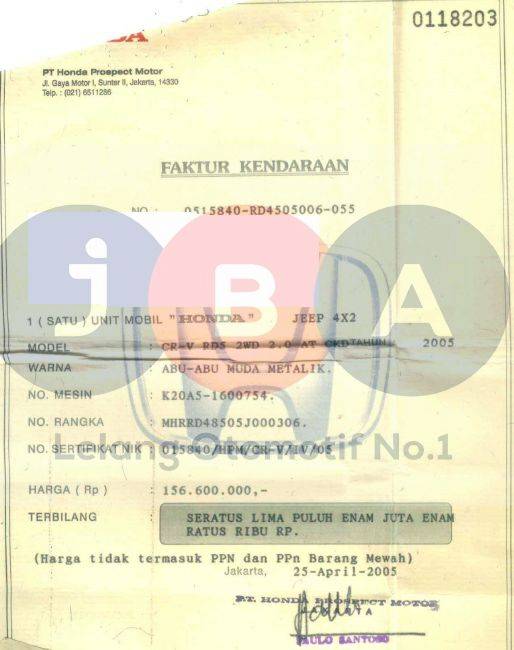 0118203
PT Honda Prospect Motor
Jl. Gaya Motor I, Sunter II, Jakarta, 14330
Telp. : (021) 6511286
FAKTUR KENDARAAN
NO : 0515840-RD4505006-055
JBA
1 ( SATU ) UNIT MOBIL "HONDA" JEEP 4X2
MODEL : CR-V RD5 2WD 2.0 AT CKD TAHUN 2005
WARNA : ABU-ABU MUDA METALIK.
NO. MESIN : K20A5-1600754.
NO. RANGKA : MHRRD48505J000306.
Lelang Otomotif No.1
NO. SERTIFIKAT NIK : 015840/HPM/CR-V/IV/05
HARGA ( Rp ) : 156.600.000,-
TERBILANG : SERATUS LIMA PULUH ENAM JUTA ENAM
RATUS RIBU RP.
(Harga tidak termasuk PPN dan PPn Barang Mewah)
Jakarta, 25-April-2005
P.T. HONDA PROSPECT MOTOR
PAULO SANTOSO